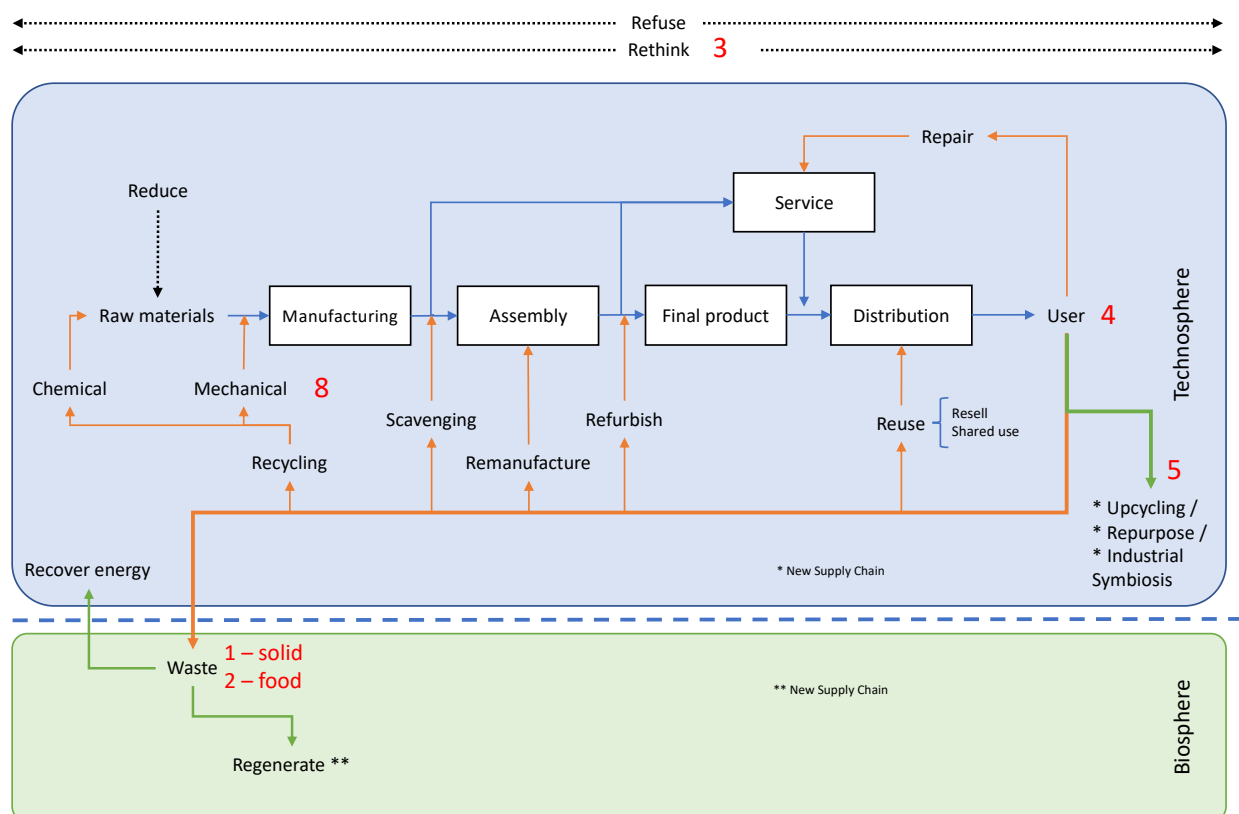 Refuse
Rethink 3
Repair
Reduce
Service
Technosphere
Raw materials
Manufacturing
Assembly
Final product
Distribution
User 4
Chemical
Mechanical 8
Scavenging
Refurbish
Reuse
Resell
Shared use
Recycling
Remanufacture
5
* Upcycling /
* Repurpose /
* Industrial
Symbiosis
Recover energy
* New Supply Chain
Waste
1 – solid
2 – food
** New Supply Chain
Biosphere
Regenerate **